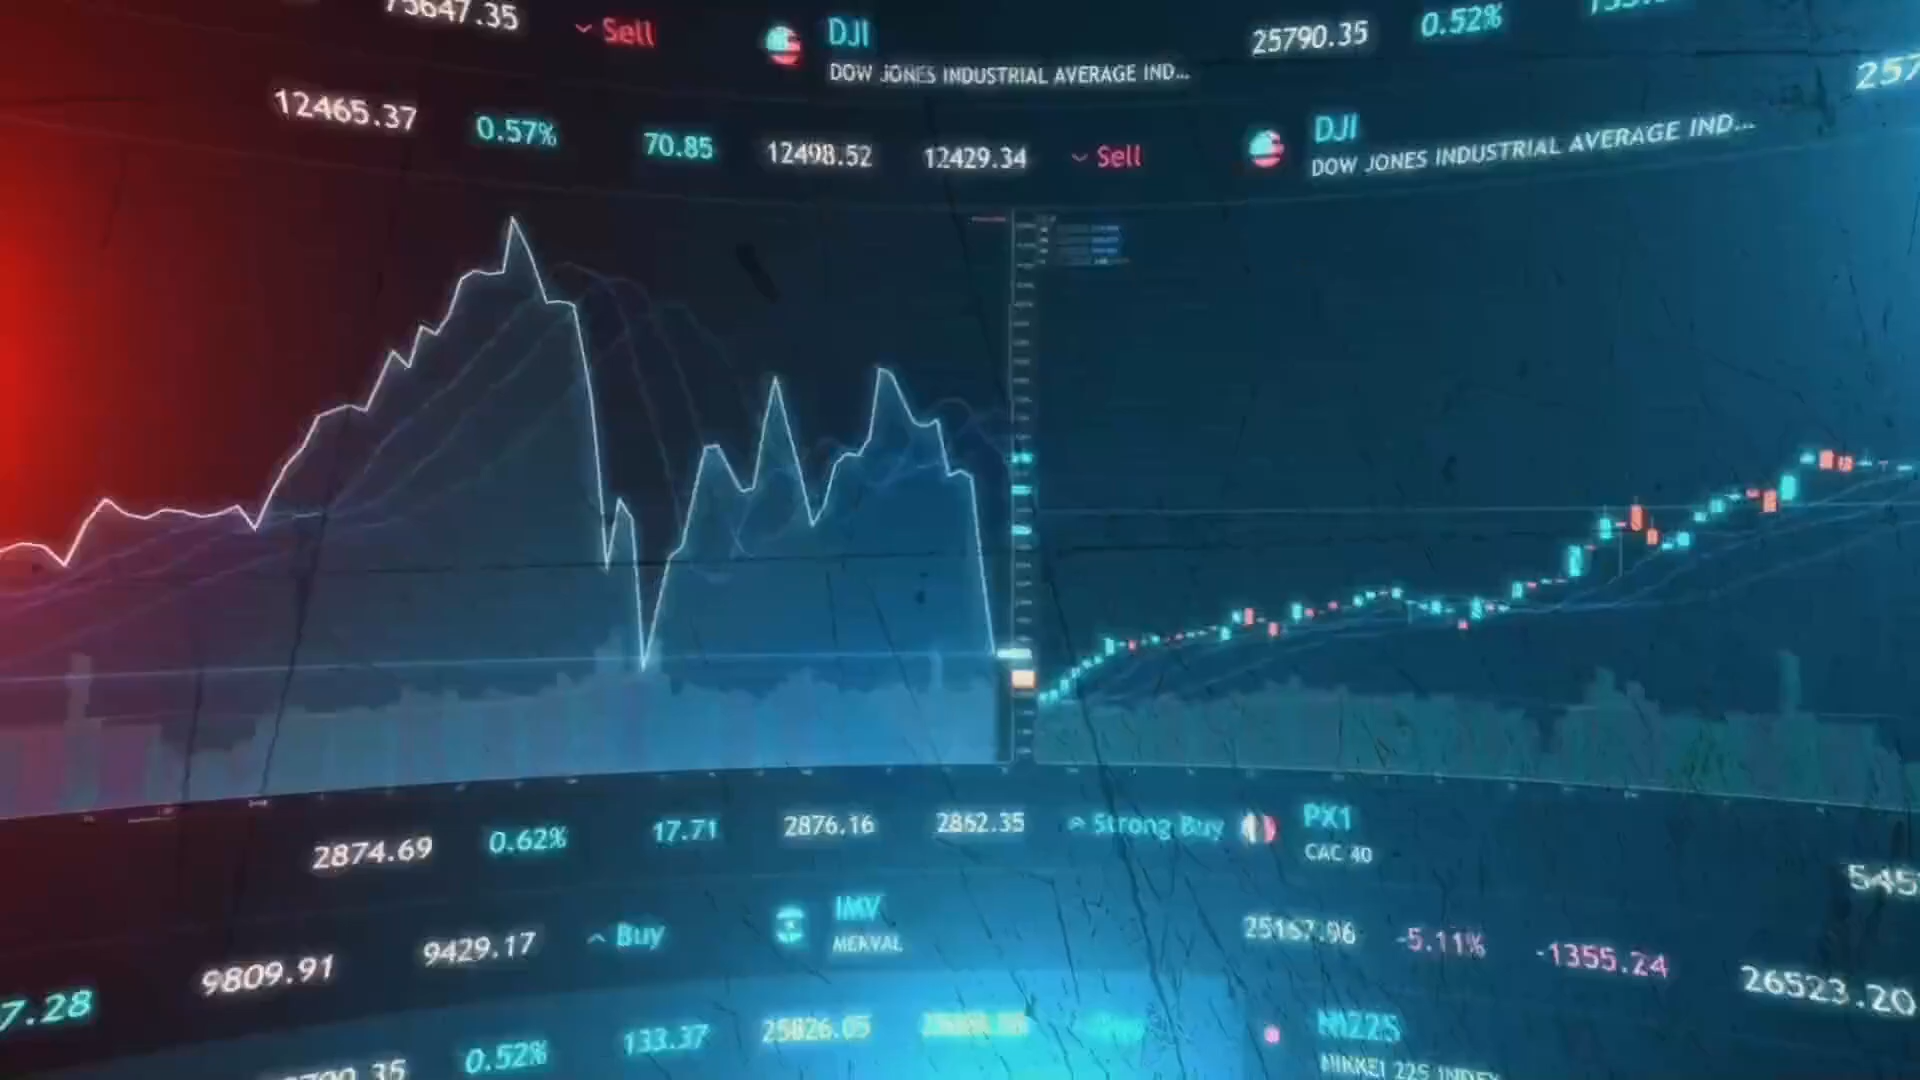 75647.35 Sell DJI 25790.35 0.52%
DOW JONES INDUSTRIAL AVERAGE IND...
12465.37 0.57% 70.85 12498.52 12429.34 Sell DJI
DOW JONES INDUSTRIAL AVERAGE IND...
2874.69 0.62% 17.71 2876.16 2862.35 Strong Buy PX1
CAC 40
9809.91 9429.17 Buy IMV 25167.96 -5.11% -1355.24 26523.20
MERVAL
7.28
0.52% 133.37 25826.05 NI225
NIKKEI 225 INDEX